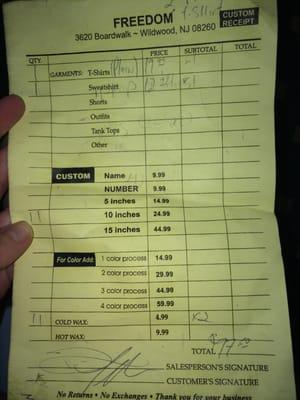 FREEDOM
CUSTOM RECEIPT
3620 Boardwalk ~ Wildwood, NJ 08260
QTY. PRICE SUBTOTAL TOTAL
GARMENTS: T-Shirts
Sweatshirt
Shorts
Outfits
Tank Tops
Other
CUSTOM Name 9.99
NUMBER 9.99
5 inches 14.99
10 inches 24.99
15 inches 44.99
For Color Add: 1 color process 14.99
2 color process 29.99
3 color process 44.99
4 color process 59.99
COLD WAX: 4.99 x2
HOT WAX: 9.99
TOTAL
SALESPERSON'S SIGNATURE
CUSTOMER'S SIGNATURE
No Returns • No Exchanges • Thank you for your business